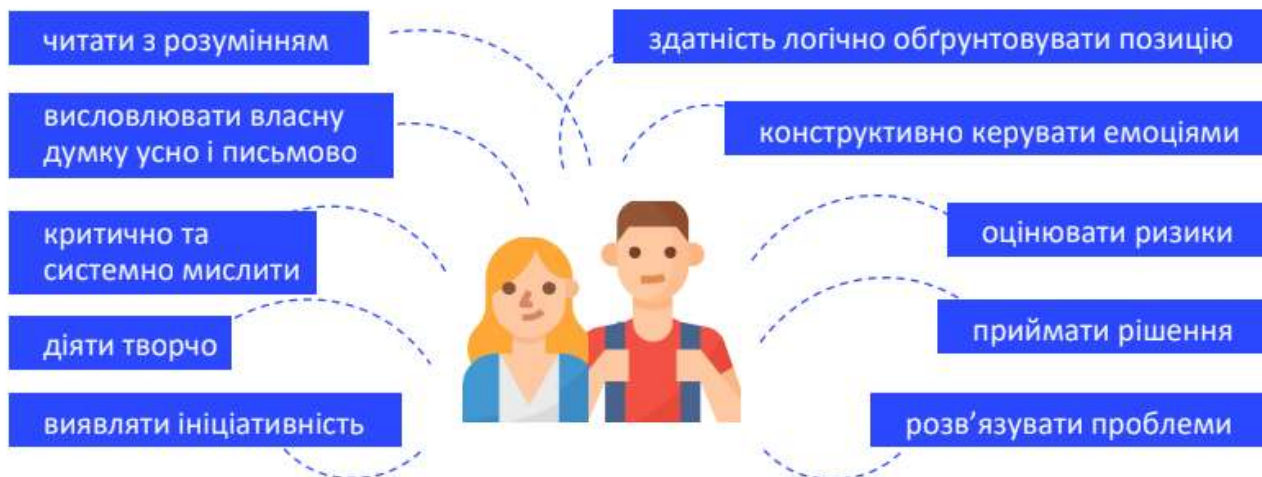 читати з розумінням
висловлювати власну
думку усно і письмово
критично та
системно мислити
діяти творчо
виявляти ініціативність
здатність логічно обґрунтовувати позицію
конструктивно керувати емоціями
оцінювати ризики
приймати рішення
розв’язувати проблеми